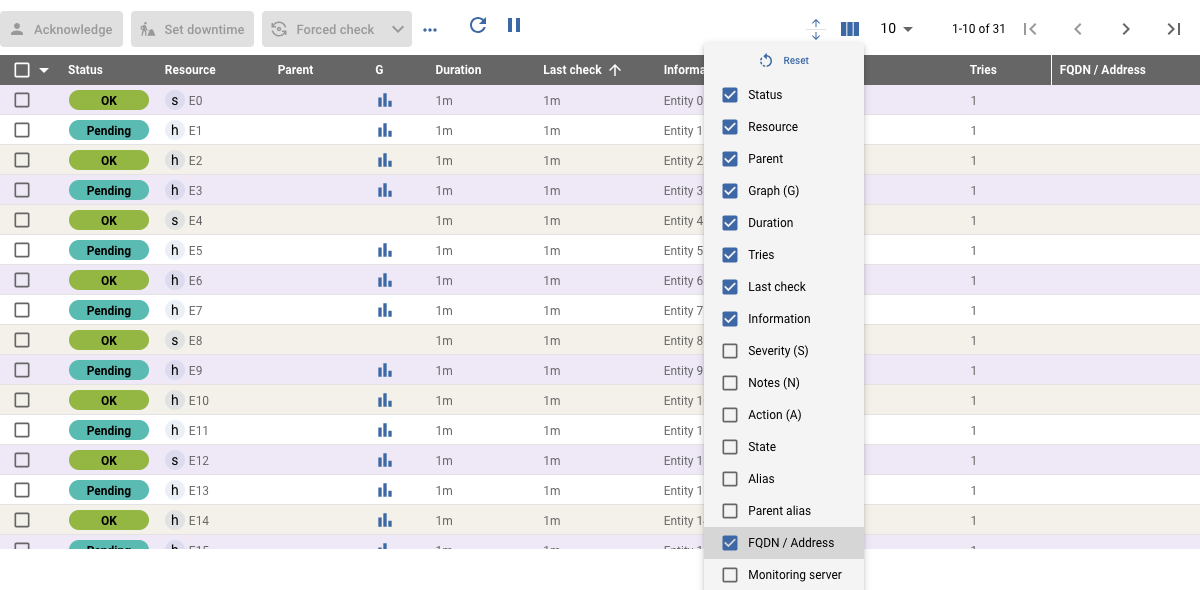 Acknowledge Set downtime Forced check 10 1-10 of 31
Status Resource Parent G Duration Last check Informa Tries FQDN / Address
Reset
OK s E0 1m 1m Entity 0 1
Pending h E1 1m 1m Entity 1 1
OK h E2 1m 1m Entity 2 1
Pending h E3 1m 1m Entity 3 1
OK s E4 1m 1m Entity 4 1
Pending h E5 1m 1m Entity 5 1
OK h E6 1m 1m Entity 6 1
Pending h E7 1m 1m Entity 7 1
OK s E8 1m 1m Entity 8 1
Pending h E9 1m 1m Entity 9 1
OK h E10 1m 1m Entity 1 1
Pending h E11 1m 1m Entity 1 1
OK s E12 1m 1m Entity 1 1
Pending h E13 1m 1m Entity 1 1
OK h E14 1m 1m Entity 1 1
Pending h E15 1m 1m Entity 1 1
Status
Resource
Parent
Graph (G)
Duration
Tries
Last check
Information
Severity (S)
Notes (N)
Action (A)
State
Alias
Parent alias
FQDN / Address
Monitoring server